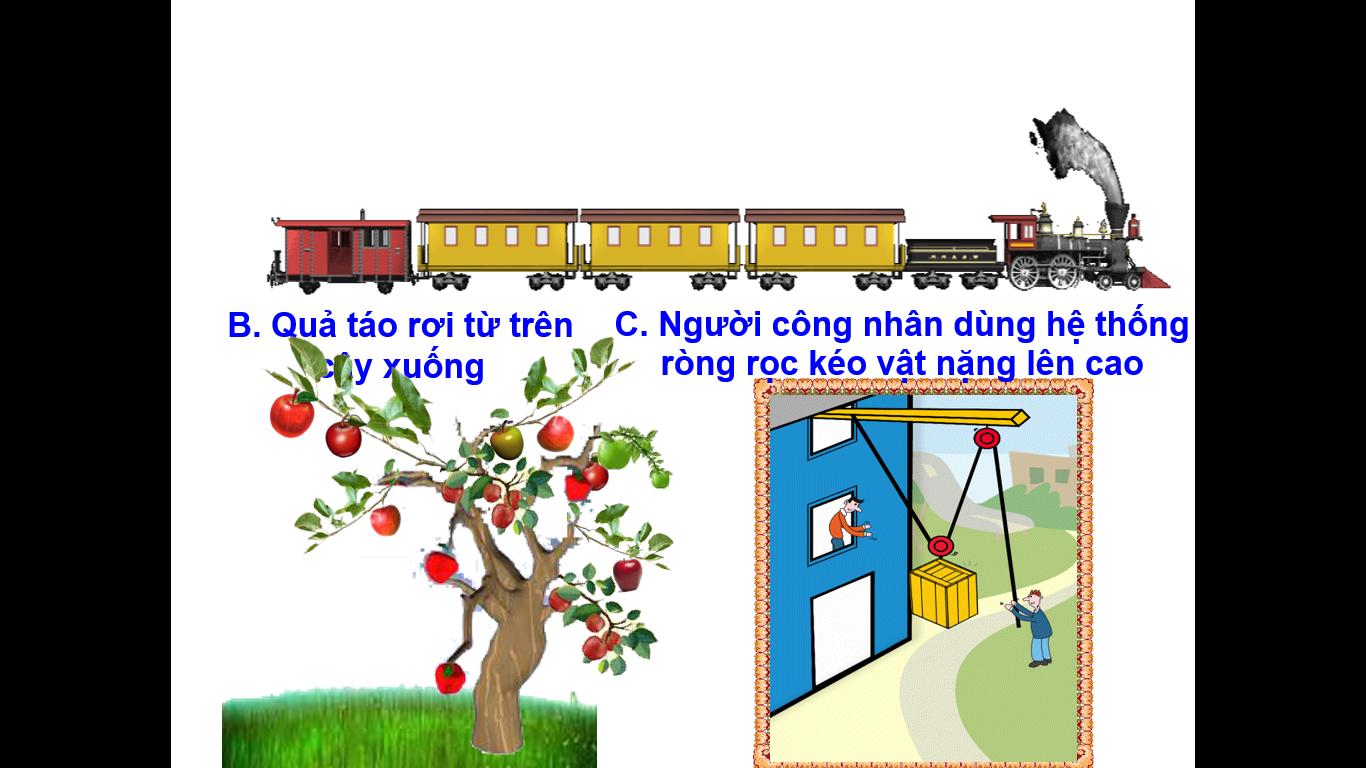 B. Quả táo rơi từ trên
cây xuống
C. Người công nhân dùng hệ thống
ròng rọc kéo vật nặng lên cao